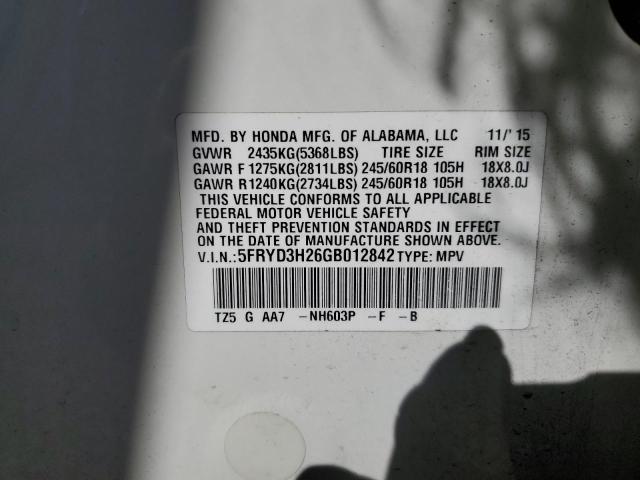 MFD. BY HONDA MFG. OF ALABAMA, LLC 11/'15
GVWR 2435KG(5368LBS) TIRE SIZE RIM SIZE
GAWR F 1275KG(2811LBS) 245/60R18 105H 18X8.0J
GAWR R 1240KG(2734LBS) 245/60R18 105H 18X8.0J
THIS VEHICLE CONFORMS TO ALL APPLICABLE
FEDERAL MOTOR VEHICLE SAFETY
AND THEFT PREVENTION STANDARDS IN EFFECT
ON THE DATE OF MANUFACTURE SHOWN ABOVE.
V.I.N.:5FRYD3H26GB012842 TYPE: MPV
TZ5 G AA7 -NH603P -F -B